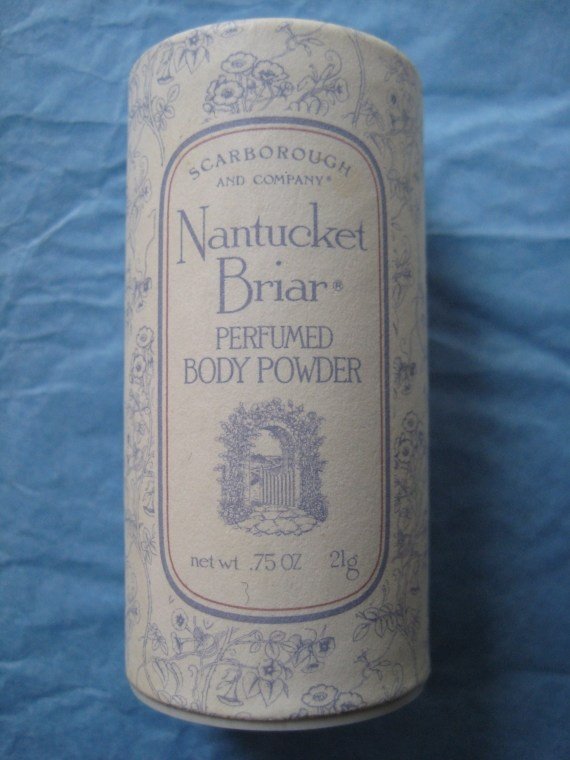 SCARBOROUGH
AND COMPANY®
Nantucket
Briar®
PERFUMED
BODY POWDER
net wt .75 OZ 21g